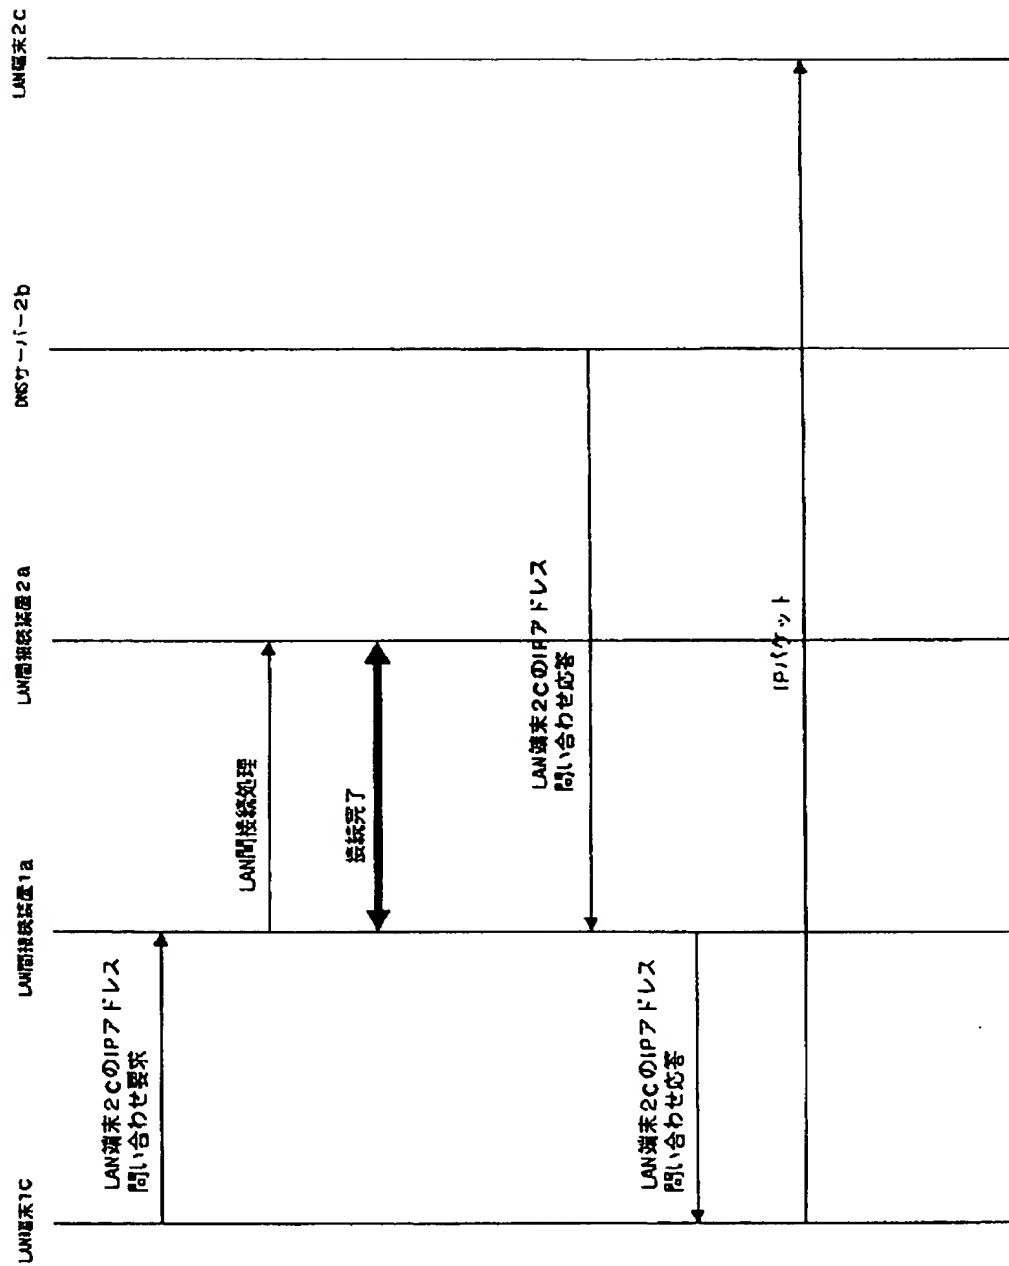 LAN端末1C
LAN間接続装置1a
LAN間接続装置2a
DNSサーバー2b
LAN端末2C
LAN端末2CのIPアドレス
問い合わせ要求
LAN間接続処理
接続完了
LAN端末2CのIPアドレス
問い合わせ応答
LAN端末2CのIPアドレス
問い合わせ応答
IPパケット